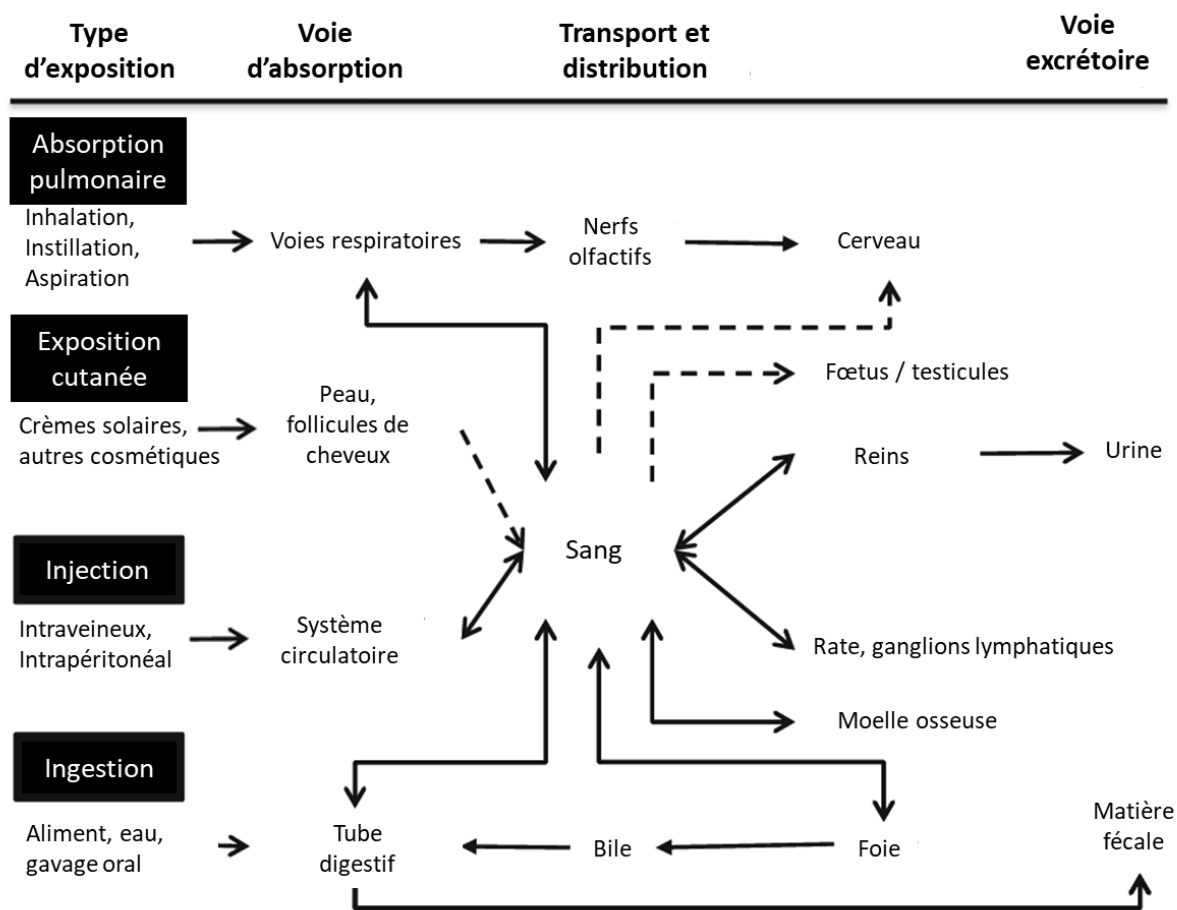 Type
d'exposition
Voie
d'absorption
Transport et
distribution
Voie
excrétoire
Absorption
pulmonaire
Inhalation,
Instillation,
Aspiration
Voies respiratoires
Nerfs
olfactifs
Cerveau
Exposition
cutanée
Crèmes solaires,
autres cosmétiques
Peau,
follicules de
cheveux
Fœtus / testicules
Reins
Urine
Sang
Injection
Intraveineux,
Intrapéritonéal
Système
circulatoire
Rate, ganglions lymphatiques
Moelle osseuse
Ingestion
Aliment, eau,
gavage oral
Tube
digestif
Bile
Foie
Matière
fécale